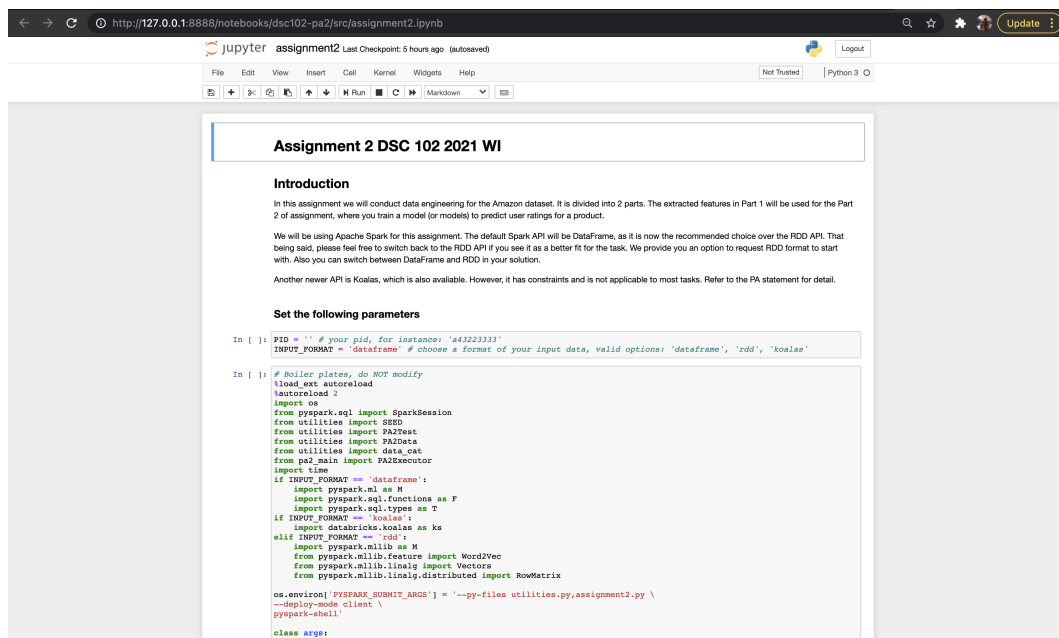 http://127.0.0.1:8888/notebooks/dsc102-pa2/src/assignment2.ipynb
Update
jupyter assignment2 Last Checkpoint: 5 hours ago (autosaved)
Logout
File Edit View Insert Cell Kernel Widgets Help
Not Trusted
Python 3
Run
Markdown
Assignment 2 DSC 102 2021 WI
Introduction
In this assignment we will conduct data engineering for the Amazon dataset. It is divided into 2 parts. The extracted features in Part 1 will be used for the Part
2 of assignment, where you train a model (or models) to predict user ratings for a product.
We will be using Apache Spark for this assignment. The default Spark API will be DataFrame, as it is now the recommended choice over the RDD API. That
being said, please feel free to switch back to the RDD API if you see it as a better fit for the task. We provide you an option to request RDD format to start
with. Also you can switch between DataFrame and RDD in your solution.
Another newer API is Koalas, which is also avaliable. However, it has constraints and is not applicable to most tasks. Refer to the PA statement for detail.
Set the following parameters
In [ ]: PID = '' # your pid, for instance: 'a43223333'
INPUT_FORMAT = 'dataframe' # choose a format of your input data, valid options: 'dataframe', 'rdd', 'koalas'
In [ ]: # Boiler plates, do NOT modify
%load_ext autoreload
%autoreload 2
import os
from pyspark.sql import SparkSession
from utilities import SEED
from utilities import PA2Test
from utilities import PA2Data
from utilities import data_cat
from pa2_main import PA2Executor
import time
if INPUT_FORMAT == 'dataframe':
    import pyspark.ml as M
    import pyspark.sql.functions as F
    import pyspark.sql.types as T
if INPUT_FORMAT == 'koalas':
    import databricks.koalas as ks
elif INPUT_FORMAT == 'rdd':
    import pyspark.mllib as M
    from pyspark.mllib.feature import Word2Vec
    from pyspark.mllib.linalg import Vectors
    from pyspark.mllib.linalg.distributed import RowMatrix
os.environ['PYSPARK_SUBMIT_ARGS'] = '--py-files utilities.py,assignment2.py \
--deploy-mode client \
pyspark-shell'
class args: